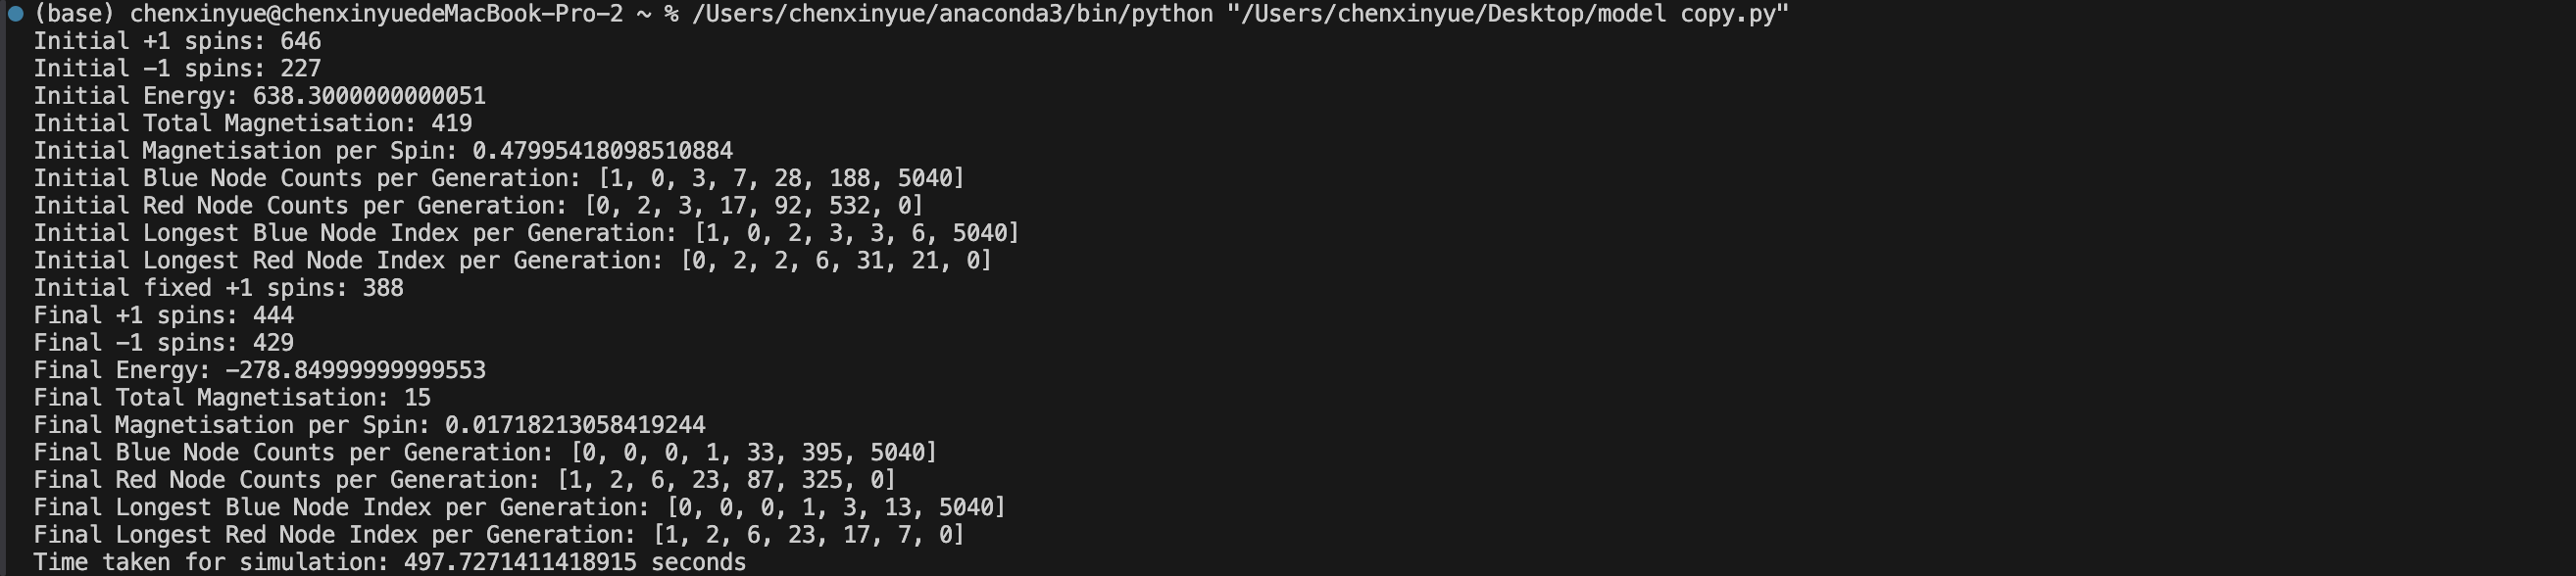 (base) chenxinyue@chenxinyuedeMacBook-Pro-2 ~ % /Users/chenxinyue/anaconda3/bin/python "/Users/chenxinyue/Desktop/model copy.py"
Initial +1 spins: 646
Initial -1 spins: 227
Initial Energy: 638.3000000000051
Initial Total Magnetisation: 419
Initial Magnetisation per Spin: 0.47995418098510884
Initial Blue Node Counts per Generation: [1, 0, 3, 7, 28, 188, 5040]
Initial Red Node Counts per Generation: [0, 2, 3, 17, 92, 532, 0]
Initial Longest Blue Node Index per Generation: [1, 0, 2, 3, 3, 6, 5040]
Initial Longest Red Node Index per Generation: [0, 2, 2, 6, 31, 21, 0]
Initial fixed +1 spins: 388
Final +1 spins: 444
Final -1 spins: 429
Final Energy: -278.84999999999553
Final Total Magnetisation: 15
Final Magnetisation per Spin: 0.01718213058419244
Final Blue Node Counts per Generation: [0, 0, 0, 1, 33, 395, 5040]
Final Red Node Counts per Generation: [1, 2, 6, 23, 87, 325, 0]
Final Longest Blue Node Index per Generation: [0, 0, 0, 1, 3, 13, 5040]
Final Longest Red Node Index per Generation: [1, 2, 6, 23, 17, 7, 0]
Time taken for simulation: 497.7271411418915 seconds